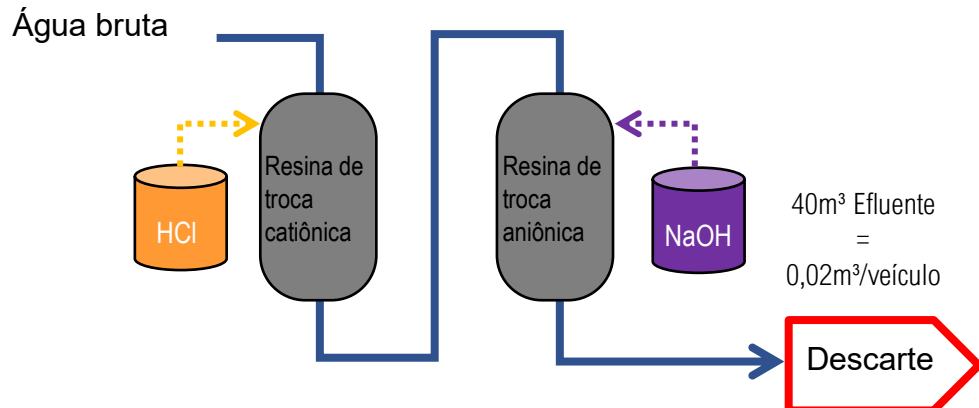 Água bruta
HCl
Resina de
troca
catiônica
Resina de
troca
aniônica
NaOH
40m³ Efluente
=
0,02m³/veículo
Descarte